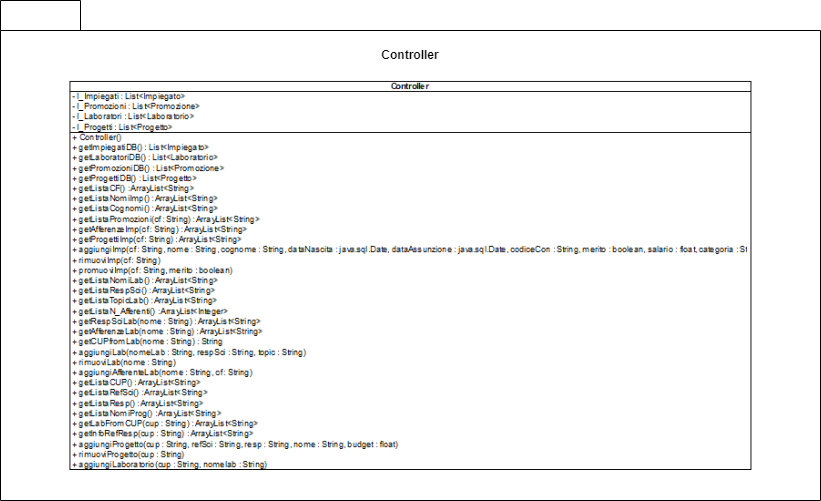 Controller
Controller
- l_Impiegati : List<Impiegato>
- l_Promozioni : List<Promozione>
- l_Laboratori : List<Laboratorio>
- l_Progetti : List<Progetto>
+ Controller()
+ getImpiegatiDB() : List<Impiegato>
+ getLaboratoriDB() : List<Laboratorio>
+ getPromozioniDB() : List<Promozione>
+ getProgettiDB() : List<Progetto>
+ getListaCF() : ArrayList<String>
+ getListaNomiImp() : ArrayList<String>
+ getListaCognomi() : ArrayList<String>
+ getListaPromozioni(cf : String) : ArrayList<String>
+ getAfferenzeImp(cf : String) : ArrayList<String>
+ getProgettiImp(cf : String) : ArrayList<String>
+ aggiungiImp(cf : String, nome : String, cognome : String, dataNascita : java.sql.Date, dataAssunzione : java.sql.Date, codiceCon : String, merito : boolean, salario : float, categoria : St
+ rimuoviImp(cf : String)
+ promuoviImp(cf : String, merito : boolean)
+ getListaNomiLab() : ArrayList<String>
+ getListaRespSci() : ArrayList<String>
+ getListaTopicLab() : ArrayList<String>
+ getListaN_Afferenti() : ArrayList<Integer>
+ getRespSciLab(nome : String) : ArrayList<String>
+ getAfferenzeLab(nome : String) : ArrayList<String>
+ getCUPfromLab(nome : String) : String
+ aggiungiLab(nomeLab : String, respSci : String, topic : String)
+ rimuoviLab(nome : String)
+ aggiungiAfferenteLab(nome : String, cf : String)
+ getListaCUP() : ArrayList<String>
+ getListaRefSci() : ArrayList<String>
+ getListaResp() : ArrayList<String>
+ getListaNomiProg() : ArrayList<String>
+ getLabFromCUP(cup : String) : ArrayList<String>
+ getInfoRefResp(cup : String) : ArrayList<String>
+ aggiungiProgetto(cup : String, refSci : String, resp : String, nome : String, budget : float)
+ rimuoviProgetto(cup : String)
+ aggiungiLaboratorio(cup : String, nomelab : String)